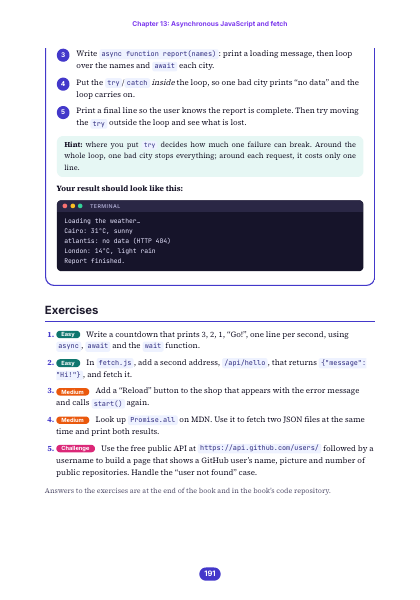 Chapter 13: Asynchronous JavaScript and fetch
3 Write async function report(names) : print a loading message, then loop
over the names and await each city.
4 Put the try / catch inside the loop, so one bad city prints “no data” and the
loop carries on.
5 Print a final line so the user knows the report is complete. Then try moving
the try outside the loop and see what is lost.
Hint: where you put try decides how much one failure can break. Around the
whole loop, one bad city stops everything; around each request, it costs only one
line.
Your result should look like this:
TERMINAL
Loading the weather…
Cairo: 31°C, sunny
atlantis: no data (HTTP 404)
London: 14°C, light rain
Report finished.
Exercises
1. Easy Write a countdown that prints 3, 2, 1, “Go!”, one line per second, using
async , await and the wait function.
2. Easy In fetch.js , add a second address, /api/hello , that returns {"message":
"Hi!"} , and fetch it.
3. Medium Add a “Reload” button to the shop that appears with the error message
and calls start() again.
4. Medium Look up Promise.all on MDN. Use it to fetch two JSON files at the same
time and print both results.
5. Challenge Use the free public API at https://api.github.com/users/ followed by a
username to build a page that shows a GitHub user’s name, picture and number of
public repositories. Handle the “user not found” case.
Answers to the exercises are at the end of the book and in the book’s code repository.
191